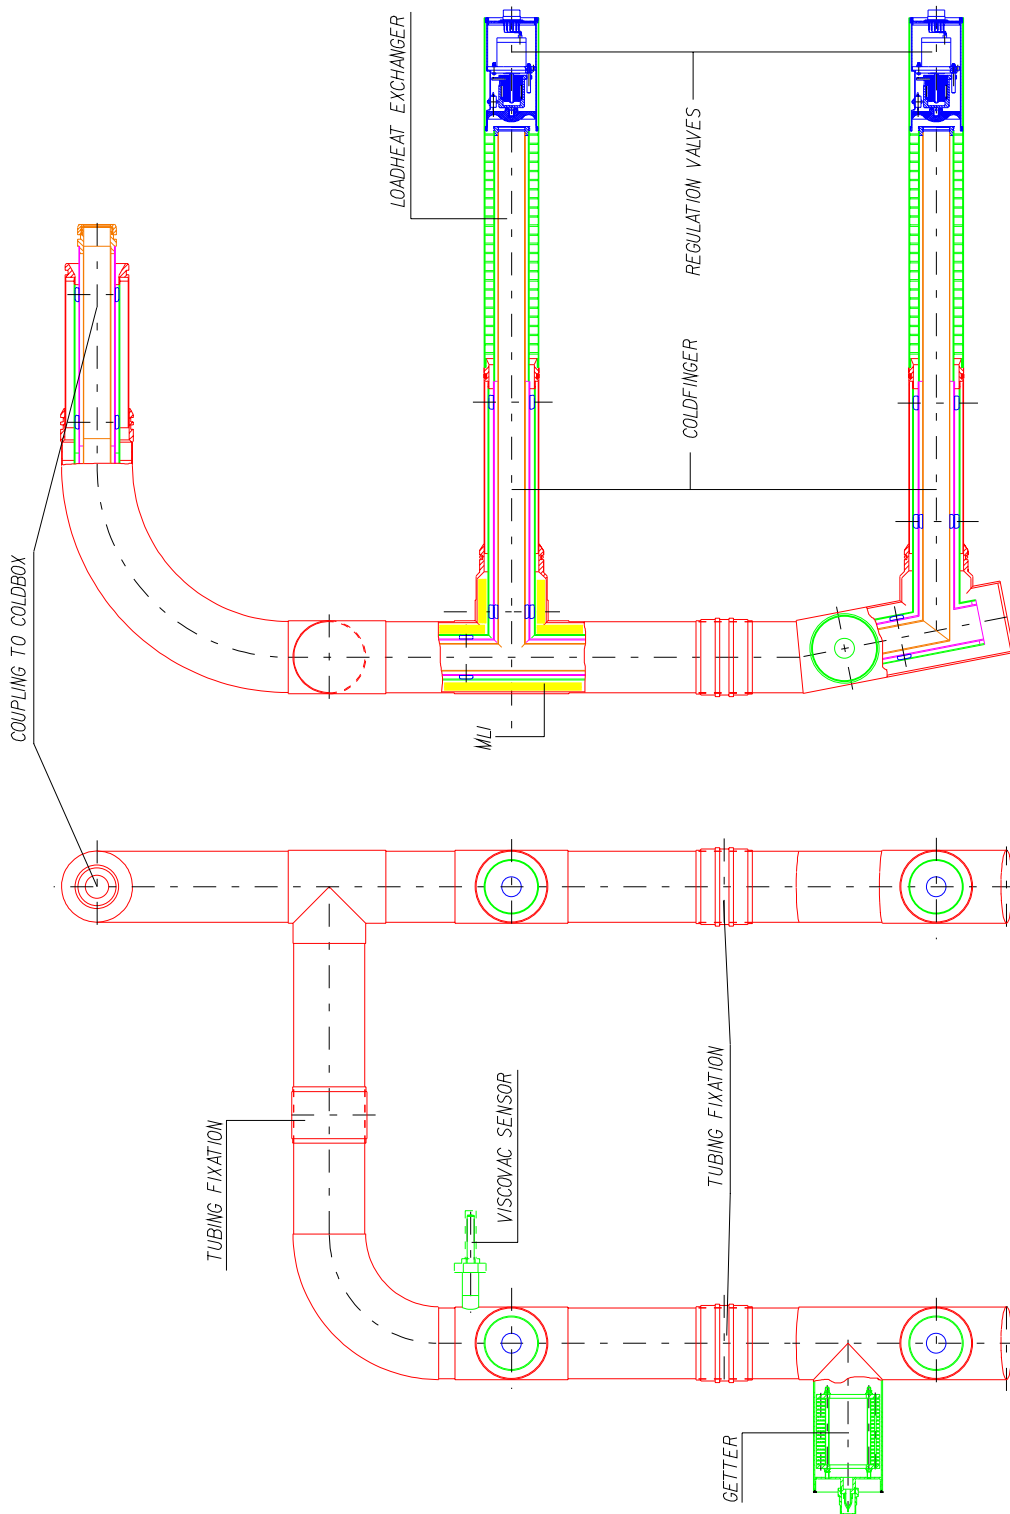 LOADHEAT EXCHANGER
REGULATION VALVES
COLDFINGER
COUPLING TO COLDBOX
MLI
TUBING FIXATION
VISCOVAC SENSOR
TUBING FIXATION
GETTER